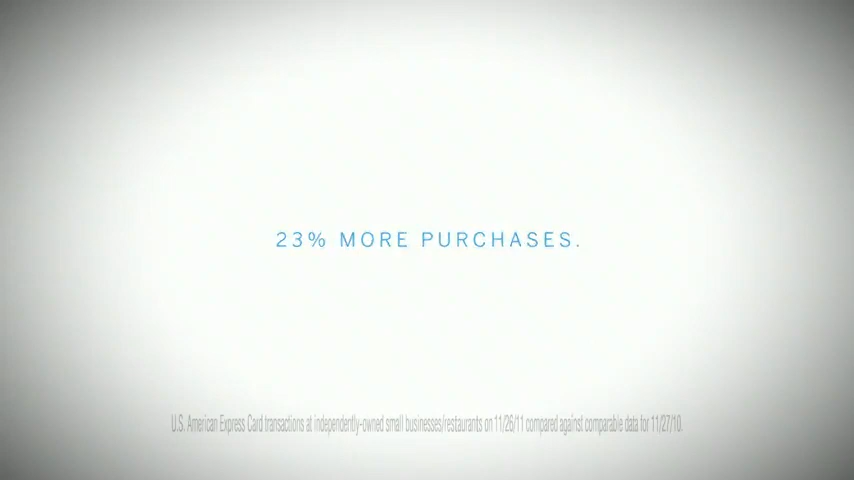 23% MORE PURCHASES.
U.S. American Express Card transactions at independently-owned small businesses/restaurants on 11/26/11 compared against comparable data for 11/27/10.